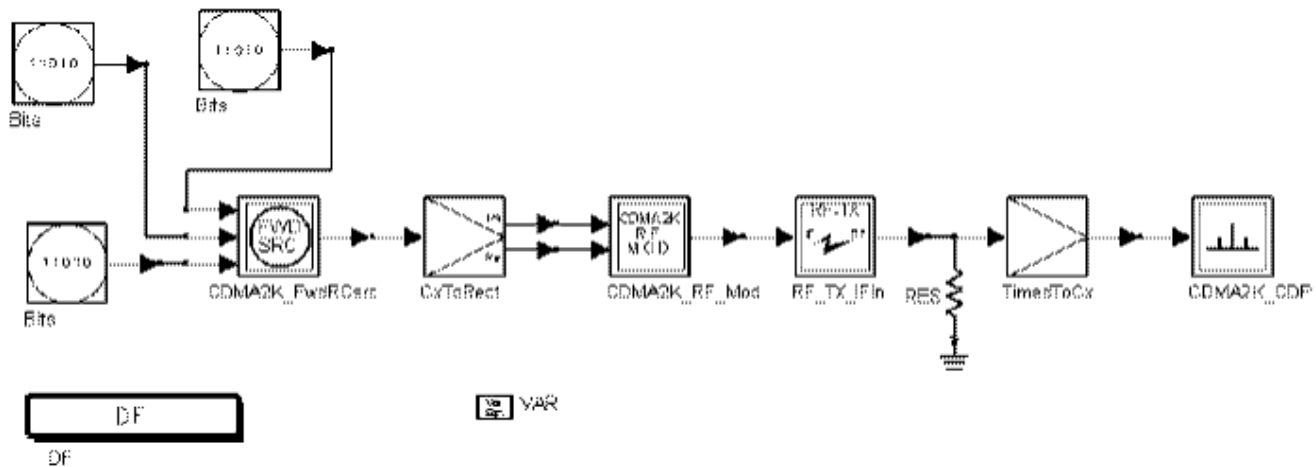 11010
Bits
11010
Bits
11010
Bits
FWD
SRC
CxToRect
CDMA2K
RF
MOD
CDMA2K_RF_Mod
RF-TX
RF_TX_IFin
RES
TimedToCx
CDMA2K_CDP
DF
DF
VAR